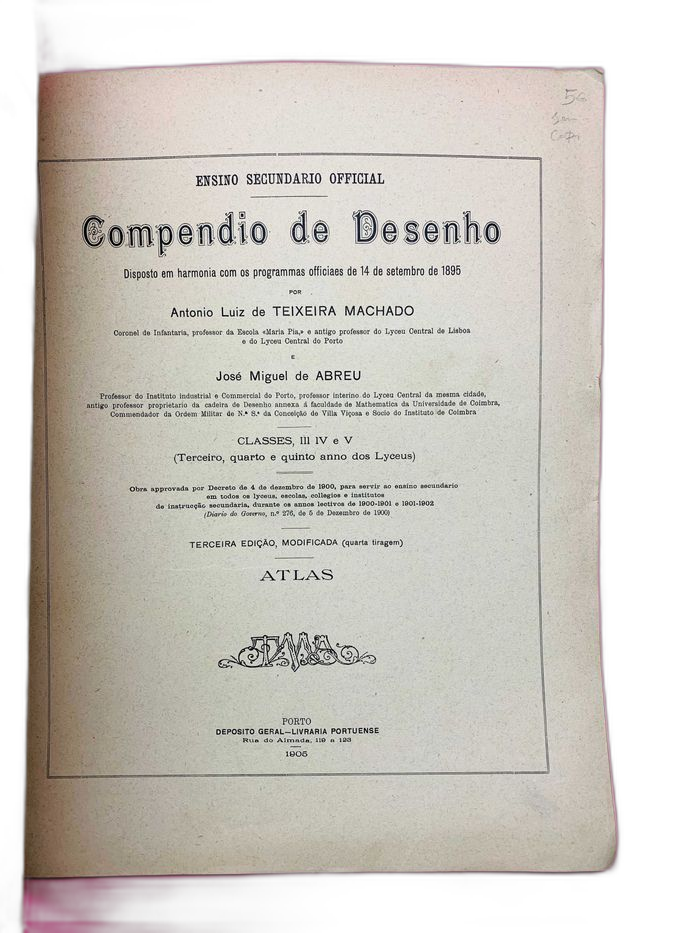 56
ENSINO SECUNDARIO OFFICIAL
Compendio de Desenho
Disposto em harmonia com os programmas officiaes de 14 de setembro de 1895
POR
Antonio Luiz de TEIXEIRA MACHADO
Coronel de Infantaria, professor da Escola «Maria Pia,» e antigo professor do Lyceu Central de Lisboa
e do Lyceu Central do Porto
E
José Miguel de ABREU
Professor do Instituto industrial e Commercial do Porto, professor interino do Lyceu Central da mesma cidade,
antigo professor proprietario da cadeira de Desenho annexa á faculdade de Mathematica da Universidade de Coimbra,
Commendador da Ordem Militar de N.ª S.ª da Conceição de Villa Viçosa e Socio do Instituto de Coimbra
CLASSES, III IV e V
(Terceiro, quarto e quinto anno dos Lyceus)
Obra approvada por Decreto de 4 de dezembro de 1900, para servir ao ensino secundario
em todos os lyceus, escolas, collegios e institutos
de instrucção secundaria, durante os annos lectivos de 1900-1901 e 1901-1902
(Diario do Governo, n.º 276, de 5 de Dezembro de 1900)
TERCEIRA EDIÇÃO, MODIFICADA (quarta tiragem)
ATLAS
TMA
PORTO
DEPOSITO GERAL—LIVRARIA PORTUENSE
Rua do Almada, 119 a 123
1905